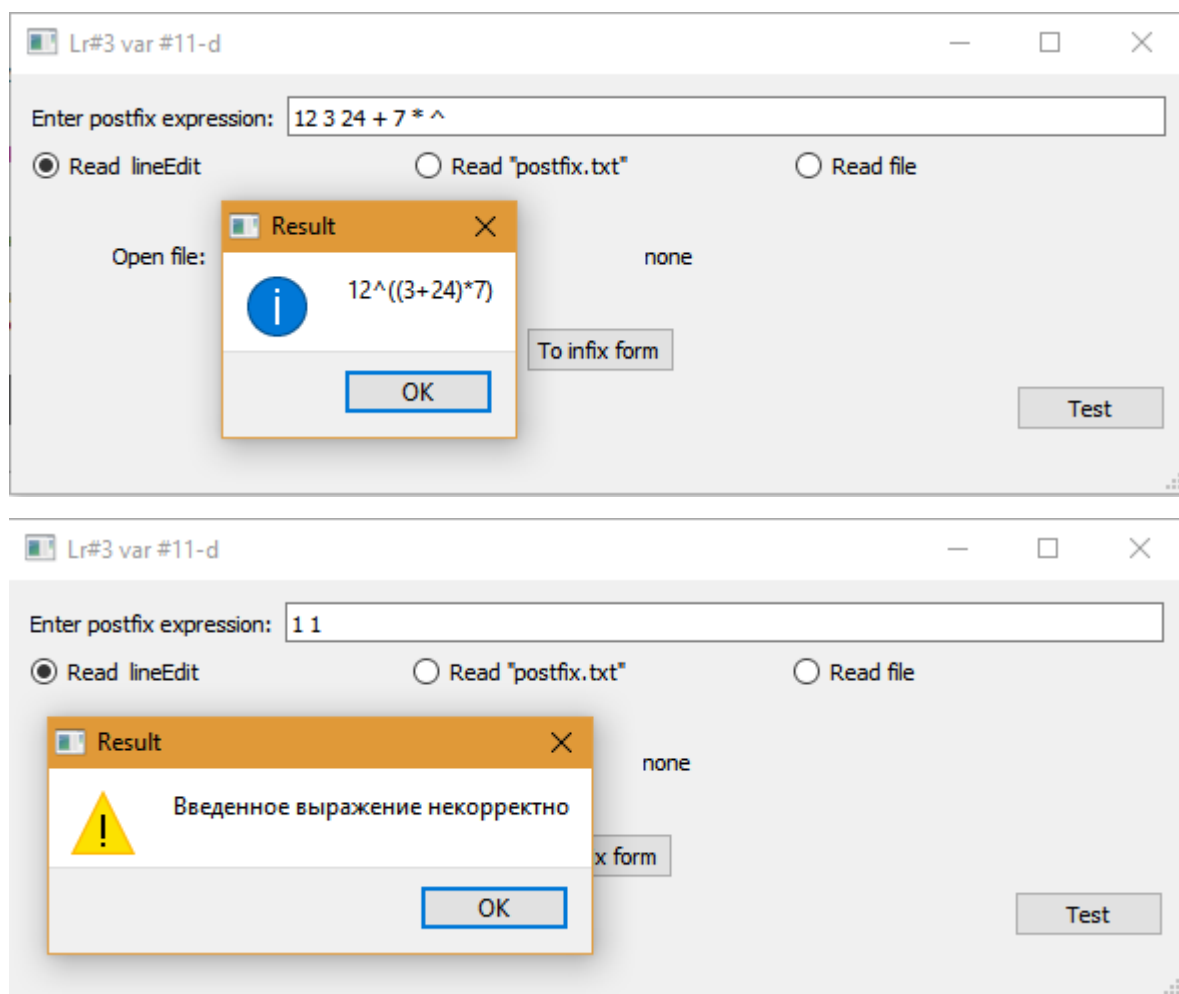 Lr#3 var #11-d
Enter postfix expression: 12 3 24 + 7 * ^
Read lineEdit Read "postfix.txt" Read file
Result
Open file: none
12^((3+24)*7)
To infix form
OK
Test
Lr#3 var #11-d
Enter postfix expression: 1 1
Read lineEdit Read "postfix.txt" Read file
Result
none
Введенное выражение некорректно
x form
OK
Test